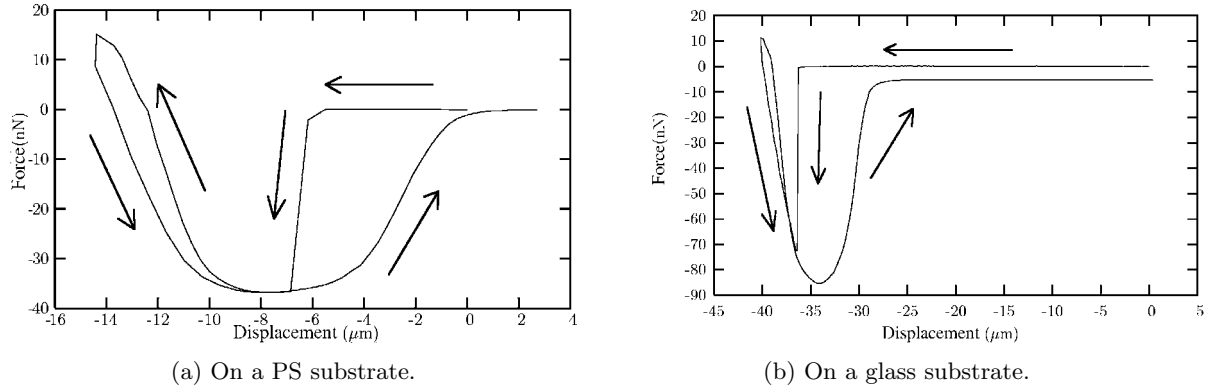 20
10
0
-10
-20
-30
-40
Force(nN)
-16 -14 -12 -10 -8 -6 -4 -2 0 2 4
Displacement (μm)
(a) On a PS substrate.
20
10
0
-10
-20
-30
-40
-50
-60
-70
-80
-90
Force(nN)
-45 -40 -35 -30 -25 -20 -15 -10 -5 0 5
Displacement (μm)
(b) On a glass substrate.